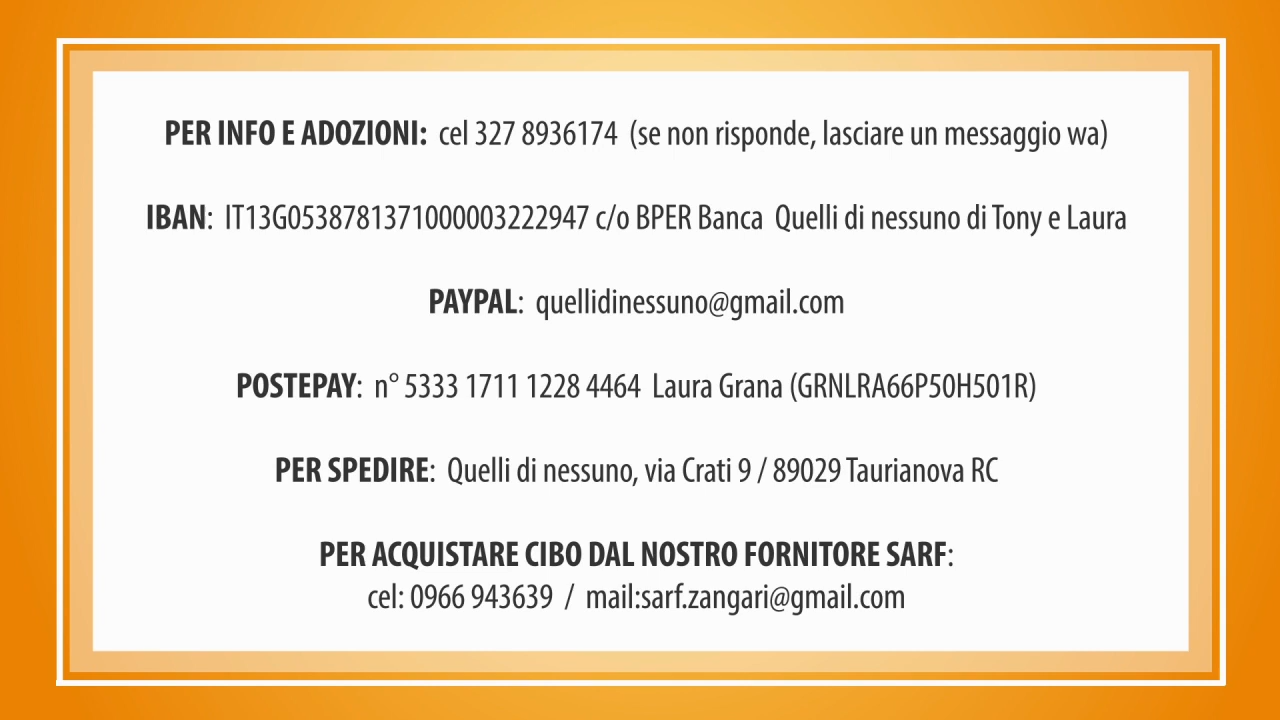 PER INFO E ADOZIONI: cel 327 8936174 (se non risponde, lasciare un messaggio wa)
IBAN: IT13G0538781371000003222947 c/o BPER Banca Quelli di nessuno di Tony e Laura
PAYPAL: quellidinessuno@gmail.com
POSTEPAY: n° 5333 1711 1228 4464 Laura Grana (GRNLRA66P50H501R)
PER SPEDIRE: Quelli di nessuno, via Crati 9 / 89029 Taurianova RC
PER ACQUISTARE CIBO DAL NOSTRO FORNITORE SARF:
cel: 0966 943639 / mail:sarf.zangari@gmail.com